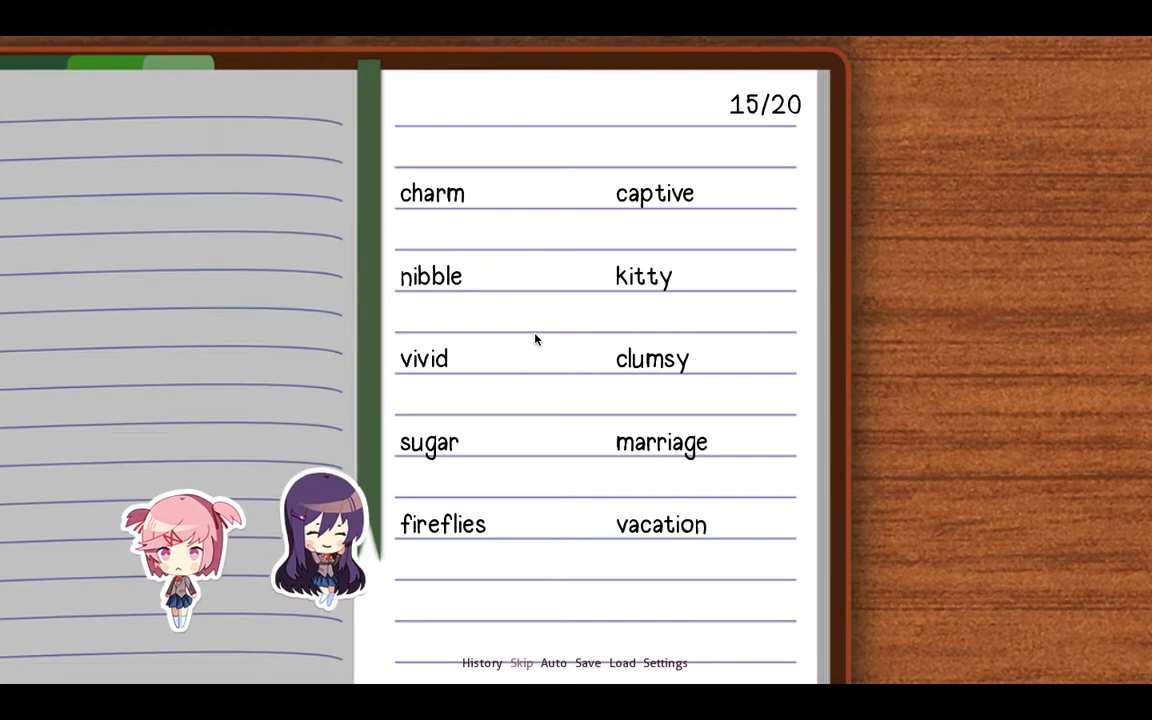 15/20
charm captive
nibble kitty
vivid clumsy
sugar marriage
fireflies vacation
History Skip Auto Save Load Settings